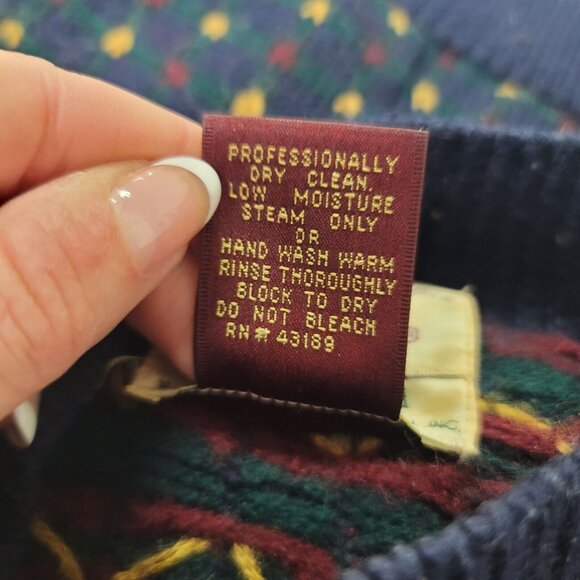 PROFESSIONALLY
DRY CLEAN.
LOW MOISTURE
STEAM ONLY
OR
HAND WASH WARM
RINSE THOROUGHLY
BLOCK TO DRY
DO NOT BLEACH
RN# 43189
INC.